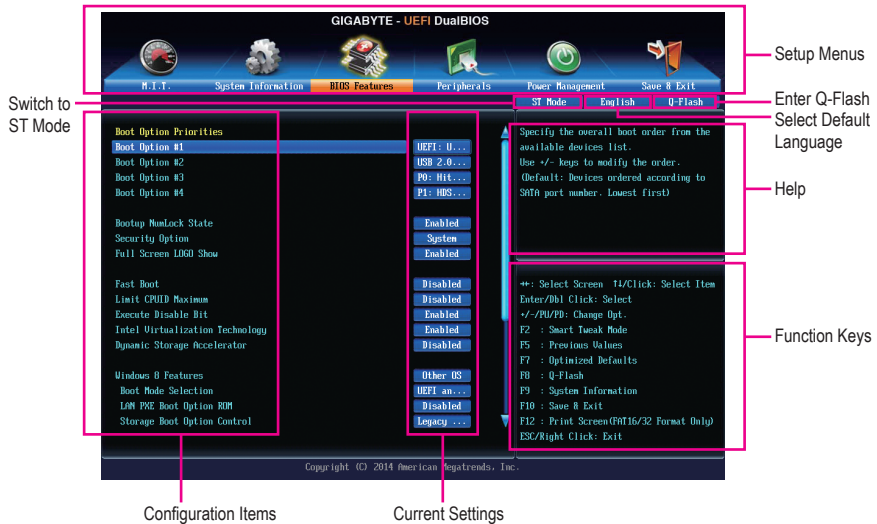 GIGABYTE - UEFI DualBIOS
M.I.T. System Information BIOS Features Peripherals Power Management Save & Exit
Setup Menus
ST Mode English Q-Flash
Switch to
ST Mode
Enter Q-Flash
Select Default
Language
Boot Option Priorities
Boot Option #1 UEFI: U...
Boot Option #2 USB 2.0...
Boot Option #3 P0: Hit...
Boot Option #4 P1: HDS...
Bootup NumLock State Enabled
Security Option System
Full Screen LOGO Show Enabled
Fast Boot Disabled
Limit CPUID Maximum Disabled
Execute Disable Bit Enabled
Intel Virtualization Technology Enabled
Dynamic Storage Accelerator Disabled
Windows 8 Features Other OS
Boot Mode Selection UEFI an...
LAN PXE Boot Option ROM Disabled
Storage Boot Option Control Legacy ...
Specify the overall boot order from the
available devices list.
Use +/- keys to modify the order.
(Default: Devices ordered according to
SATA port number. Lowest first)
Help
→←: Select Screen ↑↓/Click: Select Item
Enter/Dbl Click: Select
+/-/PU/PD: Change Opt.
F2 : Smart Tweak Mode
F5 : Previous Values
F7 : Optimized Defaults
F8 : Q-Flash
F9 : System Information
F10 : Save & Exit
F12 : Print Screen(FAT16/32 Format Only)
ESC/Right Click: Exit
Function Keys
Copyright (C) 2014 American Megatrends, Inc.
Configuration Items
Current Settings